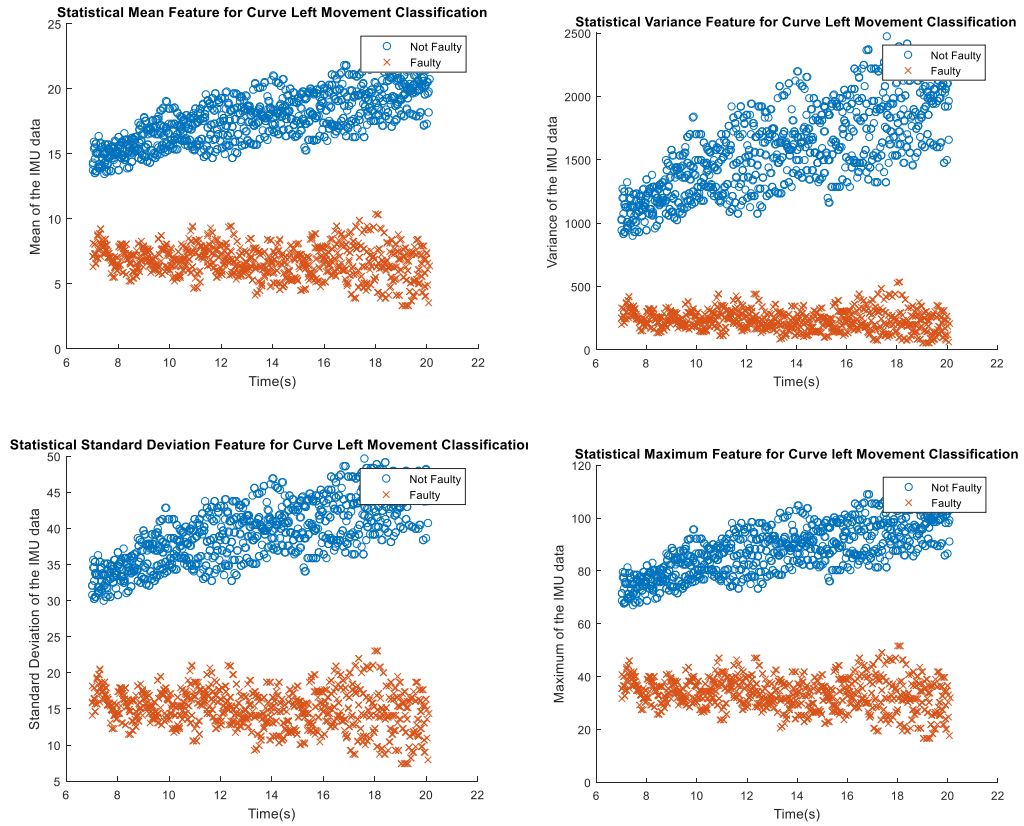 Statistical Mean Feature for Curve Left Movement Classification
25
20
15
10
5
0
Mean of the IMU data
Not Faulty
Faulty
6 8 10 12 14 16 18 20 22
Time(s)
Statistical Variance Feature for Curve Left Movement Classification
2500
2000
1500
1000
500
0
Variance of the IMU data
Not Faulty
Faulty
6 8 10 12 14 16 18 20 22
Time(s)
Statistical Standard Deviation Feature for Curve Left Movement Classification
50
45
40
35
30
25
20
15
10
5
Standard Deviation of the IMU data
Not Faulty
Faulty
6 8 10 12 14 16 18 20 22
Time(s)
Statistical Maximum Feature for Curve left Movement Classification
120
100
80
60
40
20
0
Maximum of the IMU data
Not Faulty
Faulty
6 8 10 12 14 16 18 20 22
Time(s)